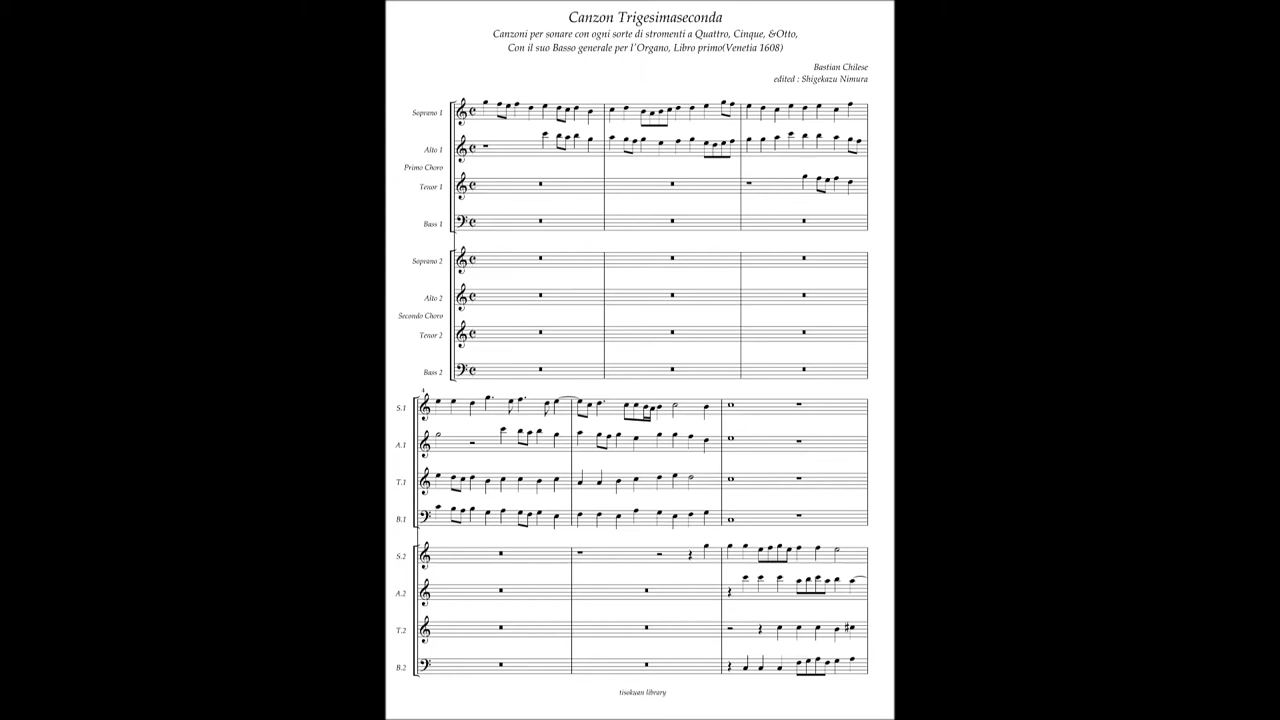 Canzon Trigesimaseconda
Canzoni per sonare con ogni sorte di stromenti a Quattro, Cinque, &Otto,
Con il suo Basso generale per l'Organo, Libro primo(Venetia 1608)
Bastian Chilese
edited : Shigekazu Nimura
Soprano 1
Alto 1
Primo Choro
Tenor 1
Bass 1
Soprano 2
Alto 2
Secondo Choro
Tenor 2
Bass 2
4
S.1
A.1
T.1
B.1
S.2
A.2
T.2
B.2
tisekuan library